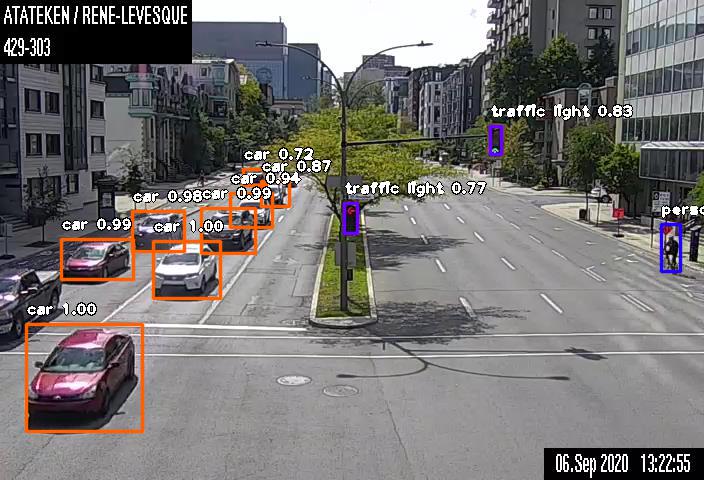 ATATEKEN / RENE-LEVESQUE
429-303
traffic light 0.83
car 0.72
car 0.87
car 0.94
traffic light 0.77
car 0.98
car 0.99
perso
car 0.99
car 1.00
car 1.00
06.Sep 2020 13:22:55